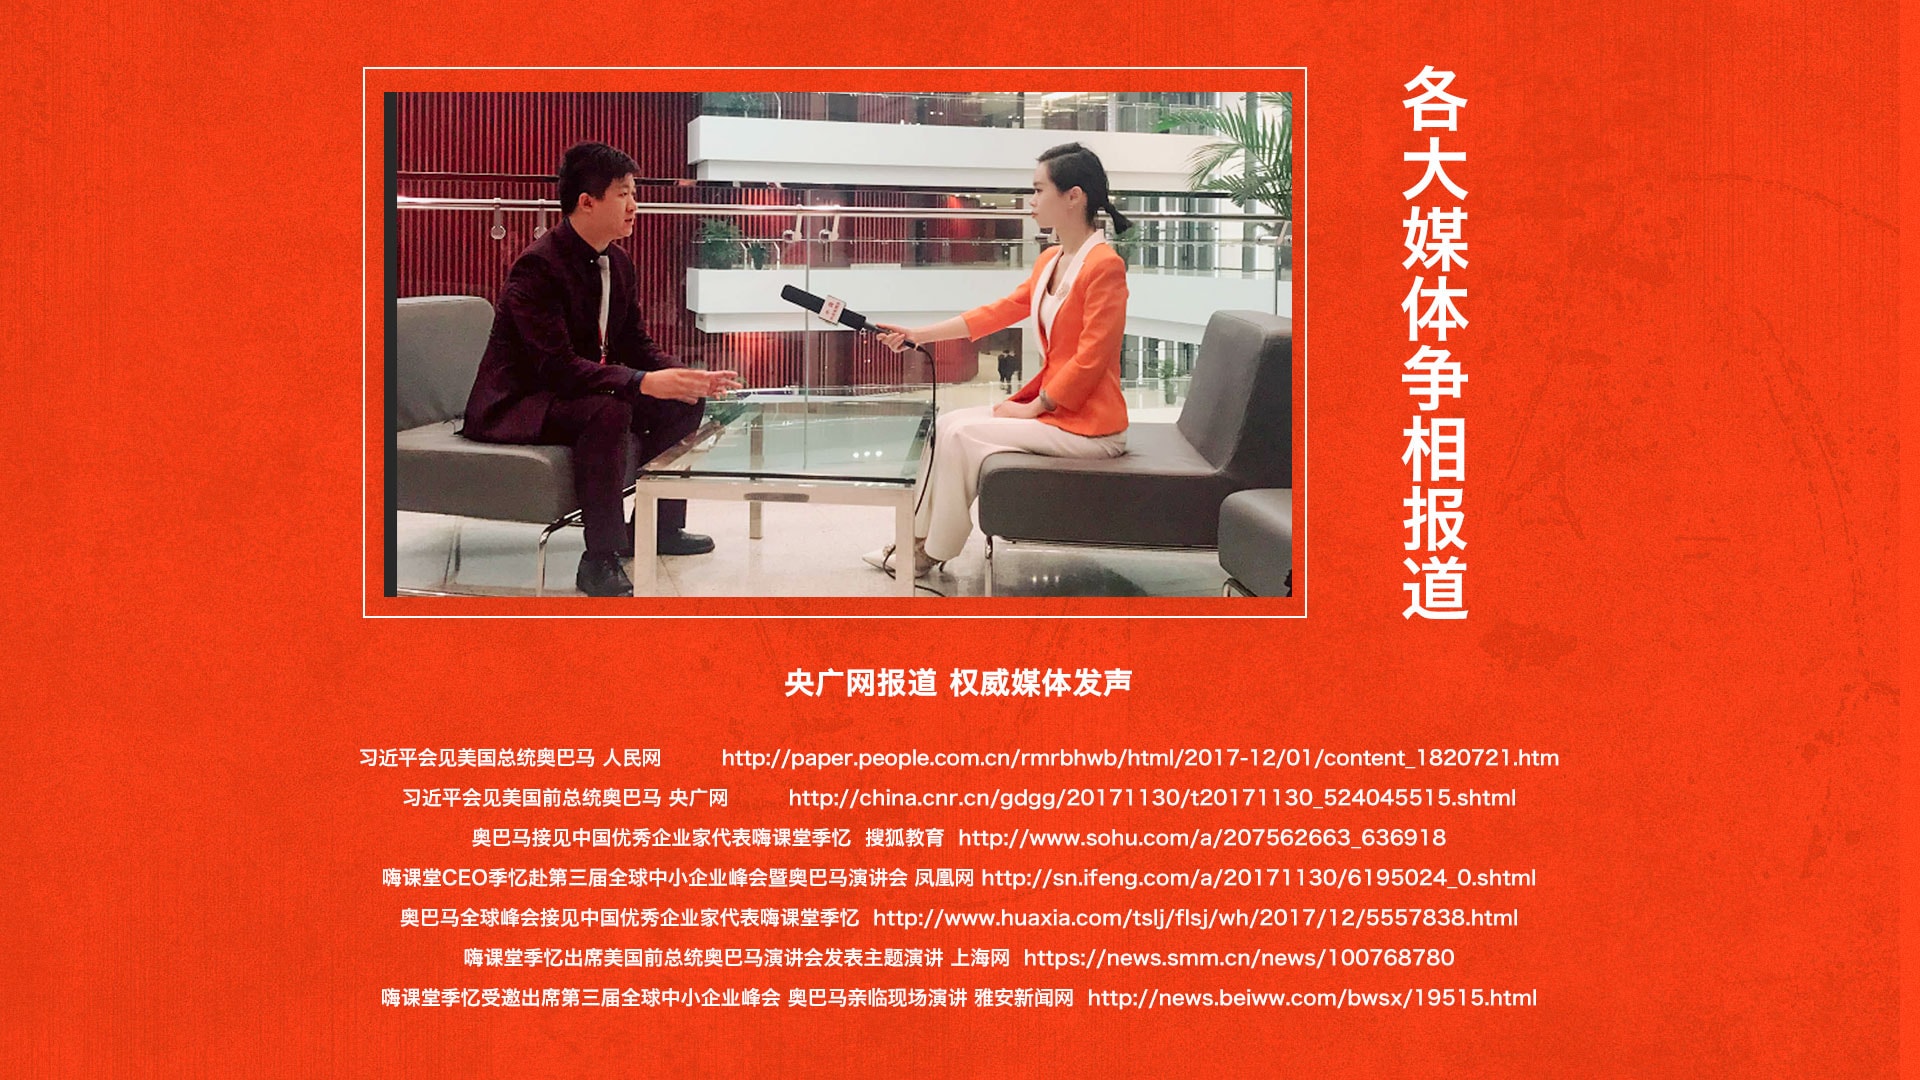 各大媒体争相报道
央广网报道 权威媒体发声
习近平会见美国总统奥巴马 人民网 http://paper.people.com.cn/rmrbhwb/html/2017-12/01/content_1820721.htm
习近平会见美国前总统奥巴马 央广网 http://china.cnr.cn/gdgg/20171130/t20171130_524045515.shtml
奥巴马接见中国优秀企业家代表嗨课堂季忆 搜狐教育 http://www.sohu.com/a/207562663_636918
嗨课堂CEO季忆赴第三届全球中小企业峰会暨奥巴马演讲会 凤凰网 http://sn.ifeng.com/a/20171130/6195024_0.shtml
奥巴马全球峰会接见中国优秀企业家代表嗨课堂季忆 http://www.huaxia.com/tslj/flsj/wh/2017/12/5557838.html
嗨课堂季忆出席美国前总统奥巴马演讲会发表主题演讲 上海网 https://news.smm.cn/news/100768780
嗨课堂季忆受邀出席第三届全球中小企业峰会 奥巴马亲临现场演讲 雅安新闻网 http://news.beiww.com/bwsx/19515.html